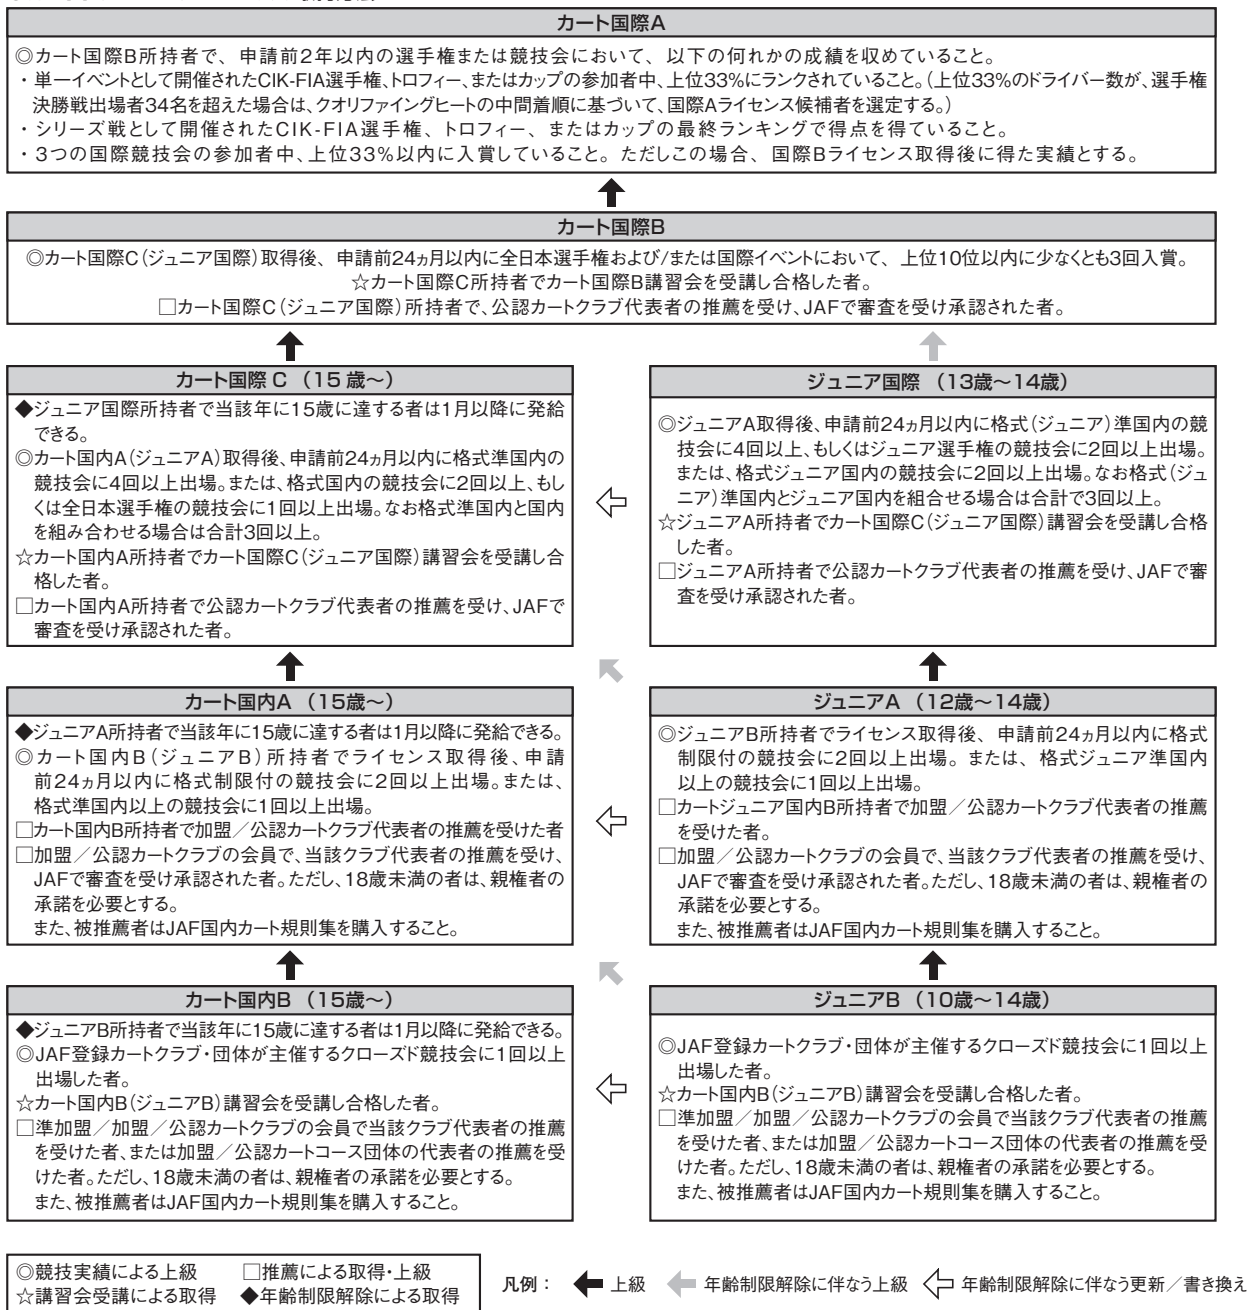 カート国際A
◎カート国際B所持者で、申請前2年以内の選手権または競技会において、以下の何れかの成績を収めていること。
・単一イベントとして開催されたCIK-FIA選手権、トロフィー、またはカップの参加者中、上位33%にランクされていること。(上位33%のドライバー数が、選手権
決勝戦出場者34名を超えた場合は、クオリファイングヒートの中間着順に基づいて、国際Aライセンス候補者を選定する。)
・シリーズ戦として開催されたCIK-FIA選手権、トロフィー、またはカップの最終ランキングで得点を得ていること。
・3つの国際競技会の参加者中、上位33%以内に入賞していること。ただしこの場合、国際Bライセンス取得後に得た実績とする。
カート国際B
◎カート国際C(ジュニア国際)取得後、申請前24ヵ月以内に全日本選手権および/または国際イベントにおいて、上位10位以内に少なくとも3回入賞。
☆カート国際C所持者でカート国際B講習会を受講し合格した者。
□カート国際C(ジュニア国際)所持者で、公認カートクラブ代表者の推薦を受け、JAFで審査を受け承認された者。
カート国際 C (15 歳〜)
◆ジュニア国際所持者で当該年に15歳に達する者は1月以降に発給
できる。
◎カート国内A(ジュニアA)取得後、申請前24ヵ月以内に格式準国内の
競技会に4回以上出場。または、格式国内の競技会に2回以上、もし
くは全日本選手権の競技会に1回以上出場。なお格式準国内と国内
を組み合わせる場合は合計3回以上。
☆カート国内A所持者でカート国際C(ジュニア国際)講習会を受講し合
格した者。
□カート国内A所持者で公認カートクラブ代表者の推薦を受け、JAFで
審査を受け承認された者。
ジュニア国際 (13歳〜14歳)
◎ジュニアA取得後、申請前24ヵ月以内に格式(ジュニア)準国内の競
技会に4回以上、もしくはジュニア選手権の競技会に2回以上出場。
または、格式ジュニア国内の競技会に2回以上出場。なお格式(ジュ
ニア)準国内とジュニア国内を組合せる場合は合計で3回以上。
☆ジュニアA所持者でカート国際C(ジュニア国際)講習会を受講し合格
した者。
□ジュニアA所持者で公認カートクラブ代表者の推薦を受け、JAFで審
査を受け承認された者。
カート国内A (15歳〜)
◆ジュニアA所持者で当該年に15歳に達する者は1月以降に発給できる。
◎カート国内B(ジュニアB)所持者でライセンス取得後、申請
前24ヵ月以内に格式制限付の競技会に2回以上出場。または、
格式準国内以上の競技会に1回以上出場。
□カート国内B所持者で加盟/公認カートクラブ代表者の推薦を受けた者
□加盟/公認カートクラブの会員で、当該クラブ代表者の推薦を受け、
JAFで審査を受け承認された者。ただし、18歳未満の者は、親権者の
承諾を必要とする。
また、被推薦者はJAF国内カート規則集を購入すること。
ジュニアA (12歳〜14歳)
◎ジュニアB所持者でライセンス取得後、申請前24ヵ月以内に格式
制限付の競技会に2回以上出場。または、格式ジュニア準国内
以上の競技会に1回以上出場。
□カートジュニア国内B所持者で加盟/公認カートクラブ代表者の推薦
を受けた者。
□加盟/公認カートクラブの会員で、当該クラブ代表者の推薦を受け、
JAFで審査を受け承認された者。ただし、18歳未満の者は、親権者の
承諾を必要とする。
また、被推薦者はJAF国内カート規則集を購入すること。
カート国内B (15歳〜)
◆ジュニアB所持者で当該年に15歳に達する者は1月以降に発給できる。
◎JAF登録カートクラブ・団体が主催するクローズド競技会に1回以上
出場した者。
☆カート国内B(ジュニアB)講習会を受講し合格した者。
□準加盟/加盟/公認カートクラブの会員で当該クラブ代表者の推薦
を受けた者、または加盟/公認カートコース団体の代表者の推薦を受
けた者。ただし、18歳未満の者は、親権者の承諾を必要とする。
また、被推薦者はJAF国内カート規則集を購入すること。
ジュニアB (10歳〜14歳)
◎JAF登録カートクラブ・団体が主催するクローズド競技会に1回以上
出場した者。
☆カート国内B(ジュニアB)講習会を受講し合格した者。
□準加盟/加盟/公認カートクラブの会員で当該クラブ代表者の推薦
を受けた者、または加盟/公認カートコース団体の代表者の推薦を受
けた者。ただし、18歳未満の者は、親権者の承諾を必要とする。
また、被推薦者はJAF国内カート規則集を購入すること。
◎競技実績による上級 □推薦による取得・上級
☆講習会受講による取得 ◆年齢制限解除による取得
凡例: 上級 年齢制限解除に伴なう上級 年齢制限解除に伴なう更新/書き換え